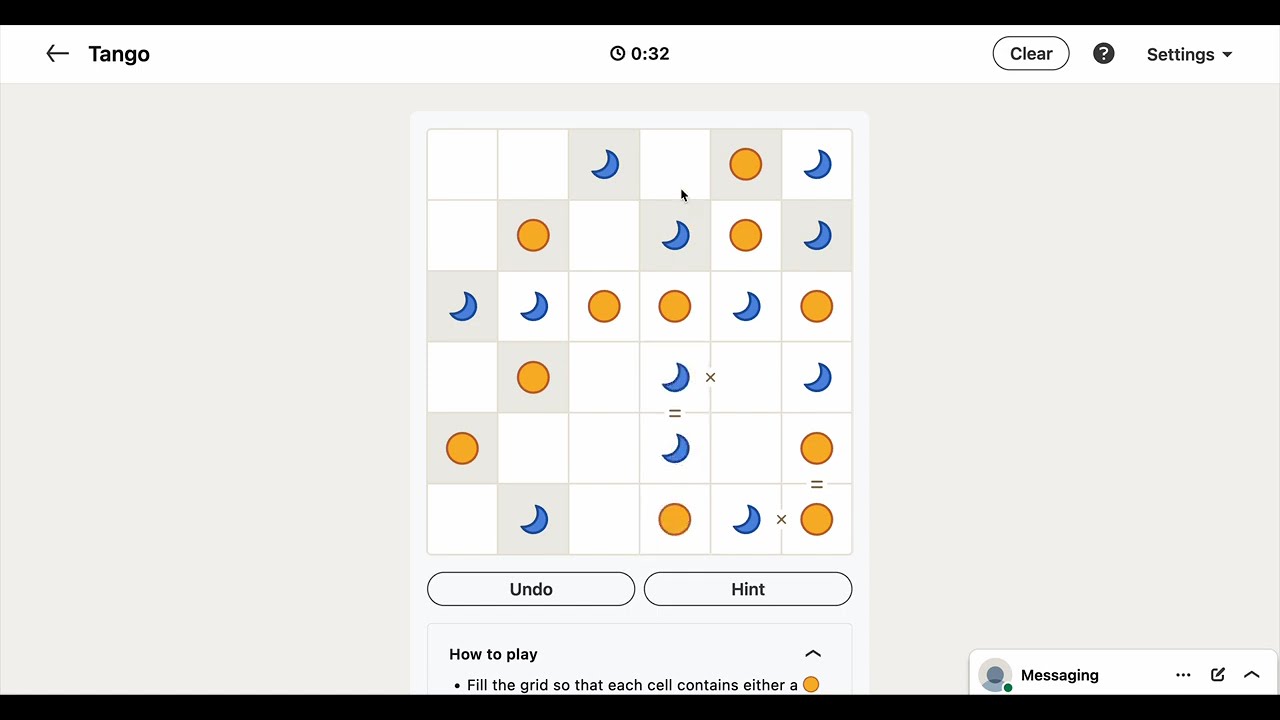 Tango
0:32
Clear
?
Settings
×
=
=
×
Undo
Hint
How to play
• Fill the grid so that each cell contains either a
Messaging